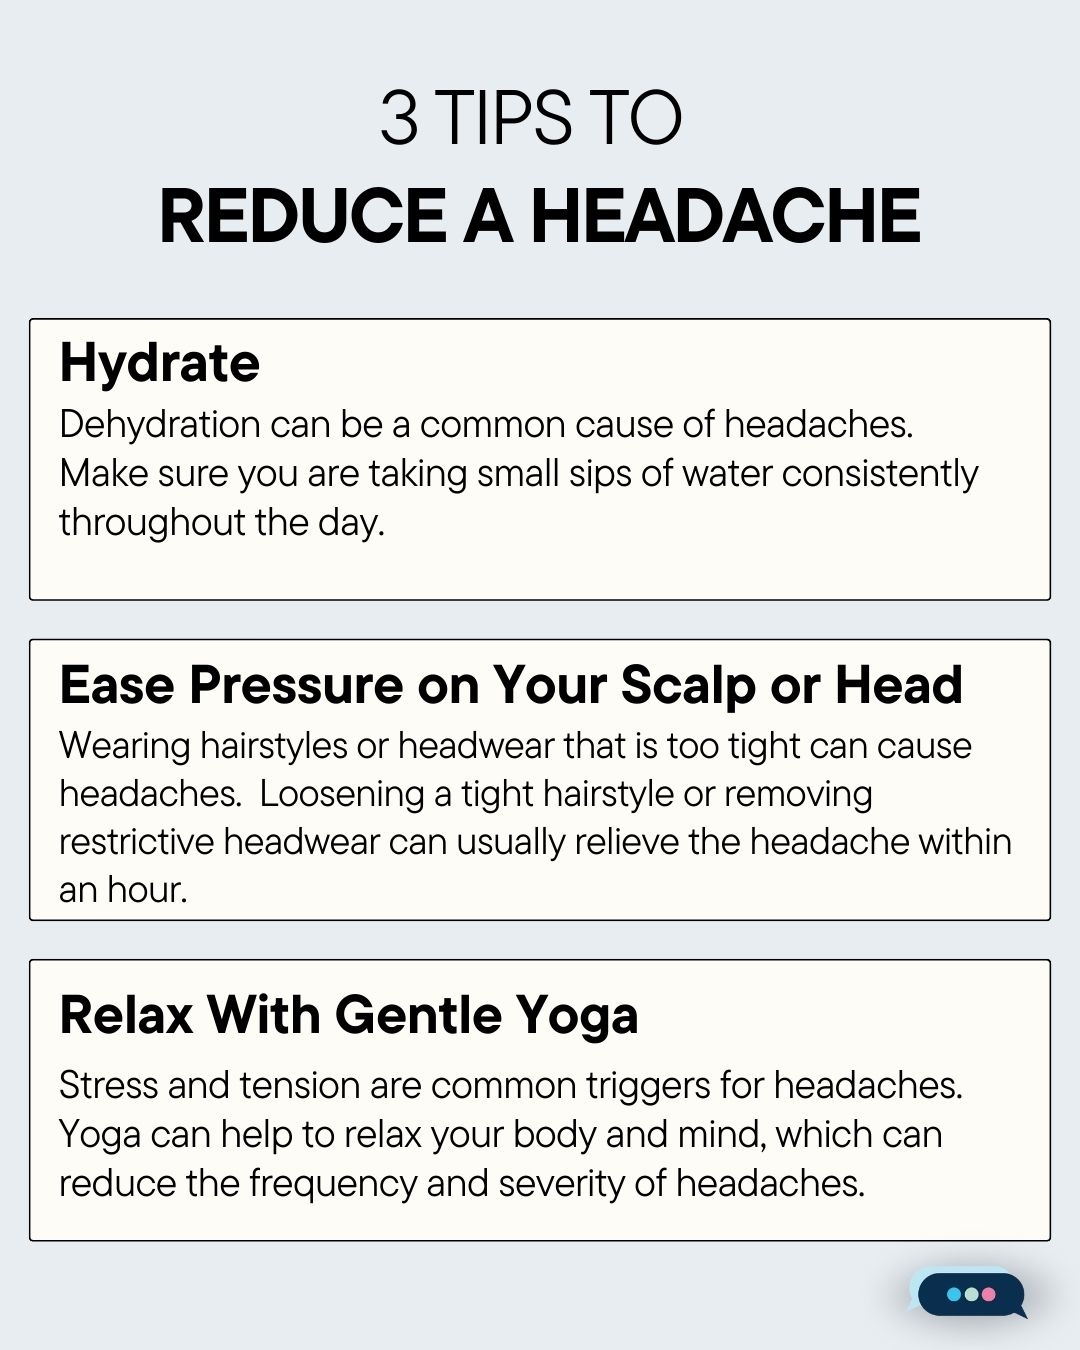 3 TIPS TO
REDUCE A HEADACHE
Hydrate
Dehydration can be a common cause of headaches.
Make sure you are taking small sips of water consistently
throughout the day.
Ease Pressure on Your Scalp or Head
Wearing hairstyles or headwear that is too tight can cause
headaches.  Loosening a tight hairstyle or removing
restrictive headwear can usually relieve the headache within
an hour.
Relax With Gentle Yoga
Stress and tension are common triggers for headaches.
Yoga can help to relax your body and mind, which can
reduce the frequency and severity of headaches.